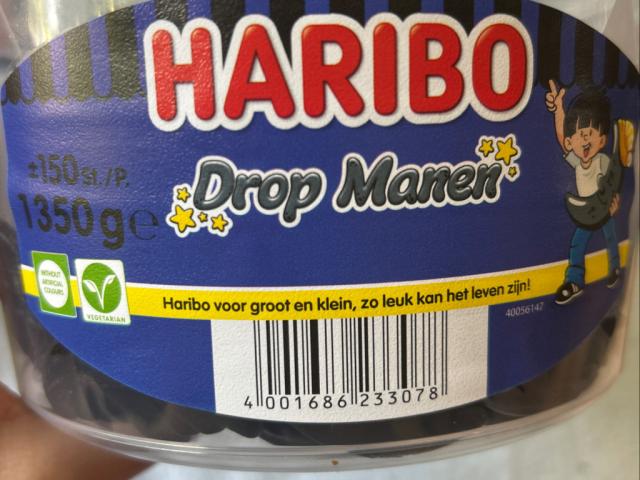 HARIBO
Drop Manen
±150 st./P.
1350 g e
WITHOUT
ARTIFICIAL
COLOURS
VEGETARIAN
Haribo voor groot en klein, zo leuk kan het leven zijn!
40056147
4 001686 233078